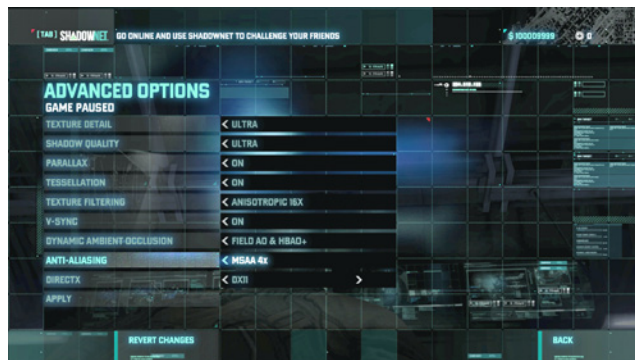 [TAB] SHADOWNET GO ONLINE AND USE SHADOWNET TO CHALLENGE YOUR FRIENDS
$ 100009999 0
ADVANCED OPTIONS
GAME PAUSED
TEXTURE DETAIL < ULTRA
SHADOW QUALITY < ULTRA
PARALLAX < ON
TESSELLATION < ON
TEXTURE FILTERING < ANISOTROPIC 16X
V-SYNC < ON
DYNAMIC AMBIENT OCCLUSION < FIELD AO & HBAO+
ANTI-ALIASING < MSAA 4x
DIRECTX < DX11 >
APPLY
REVERT CHANGES BACK